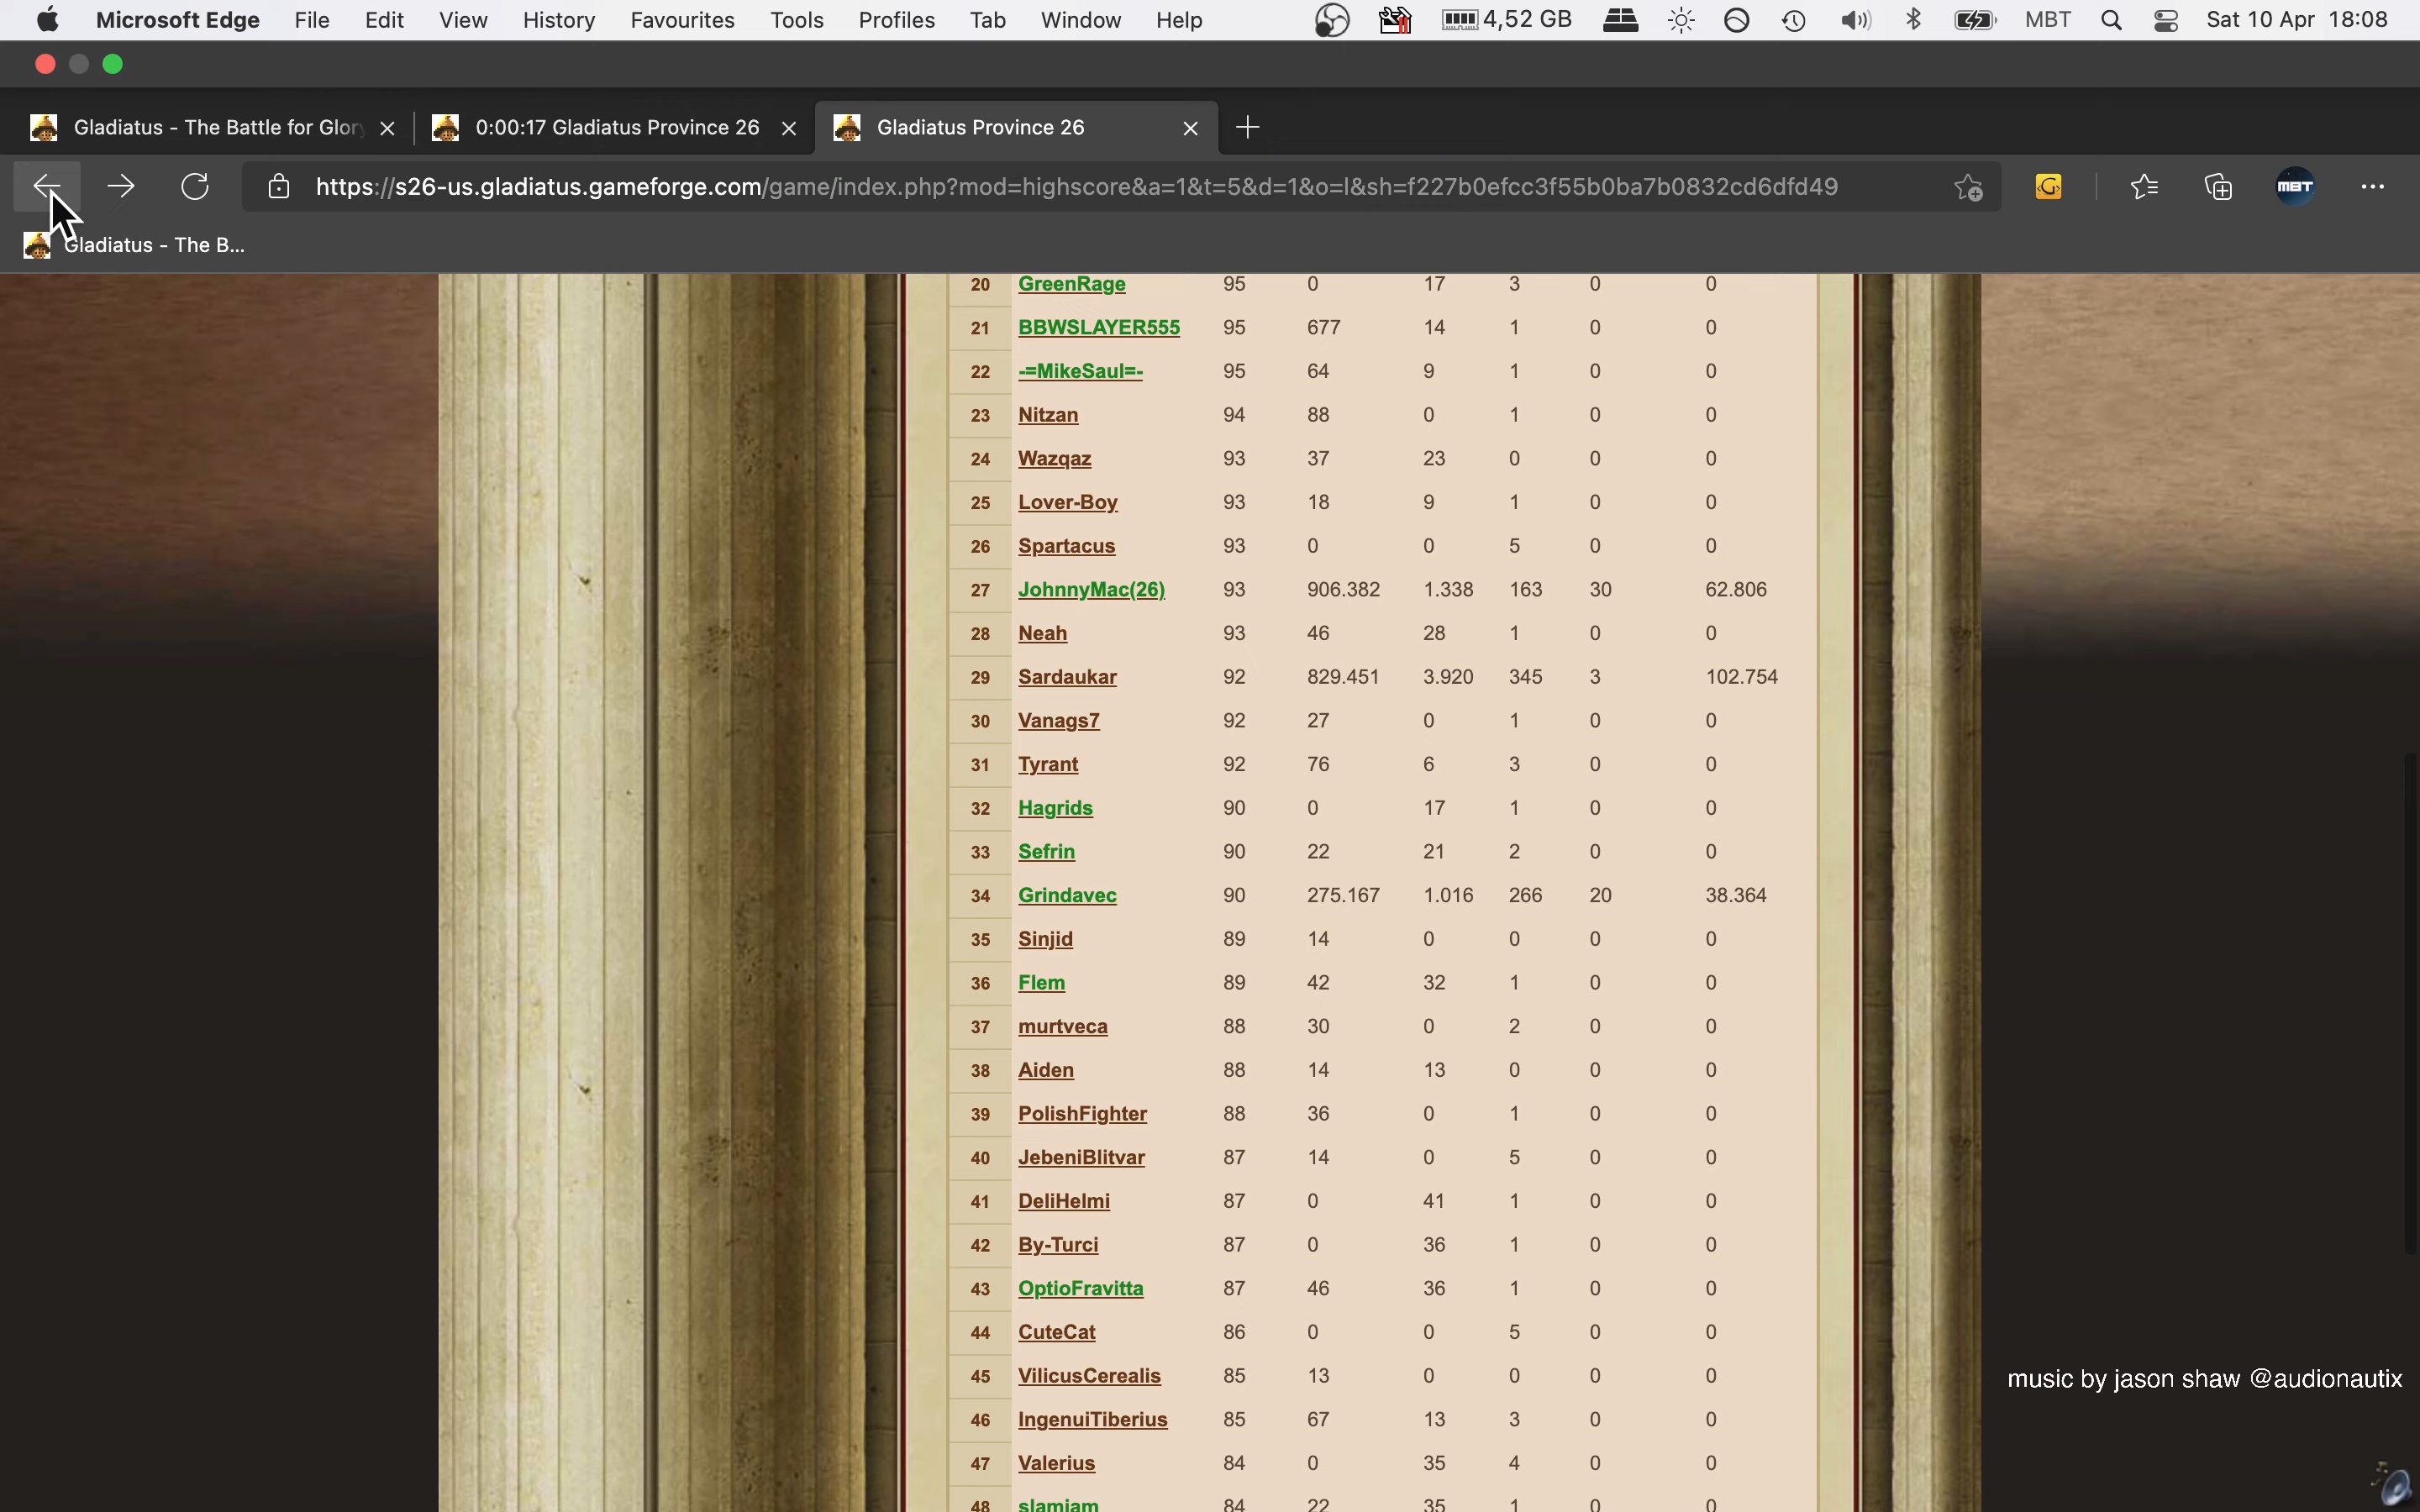 Microsoft Edge File Edit View History Favourites Tools Profiles Tab Window Help 4,52 GB MBT Sat 10 Apr 18:08
Gladiatus - The Battle for Glory 0:00:17 Gladiatus Province 26 Gladiatus Province 26
https://s26-us.gladiatus.gameforge.com/game/index.php?mod=highscore&a=1&t=5&d=1&o=l&sh=f227b0efcc3f55b0ba7b0832cd6dfd49 G MBT
Gladiatus - The B...
20 GreenRage 95 0 17 3 0 0
21 BBWSLAYER555 95 677 14 1 0 0
22 -=MikeSaul=- 95 64 9 1 0 0
23 Nitzan 94 88 0 1 0 0
24 Wazqaz 93 37 23 0 0 0
25 Lover-Boy 93 18 9 1 0 0
26 Spartacus 93 0 0 5 0 0
27 JohnnyMac(26) 93 906.382 1.338 163 30 62.806
28 Neah 93 46 28 1 0 0
29 Sardaukar 92 829.451 3.920 345 3 102.754
30 Vanags7 92 27 0 1 0 0
31 Tyrant 92 76 6 3 0 0
32 Hagrids 90 0 17 1 0 0
33 Sefrin 90 22 21 2 0 0
34 Grindavec 90 275.167 1.016 266 20 38.364
35 Sinjid 89 14 0 0 0 0
36 Flem 89 42 32 1 0 0
37 murtveca 88 30 0 2 0 0
38 Aiden 88 14 13 0 0 0
39 PolishFighter 88 36 0 1 0 0
40 JebeniBlitvar 87 14 0 5 0 0
41 DeliHelmi 87 0 41 1 0 0
42 By-Turci 87 0 36 1 0 0
43 OptioFravitta 87 46 36 1 0 0
44 CuteCat 86 0 0 5 0 0
45 VilicusCerealis 85 13 0 0 0 0
music by jason shaw @audionautix
46 IngenuiTiberius 85 67 13 3 0 0
47 Valerius 84 0 35 4 0 0
48 slamjam 84 22 35 1 0 0